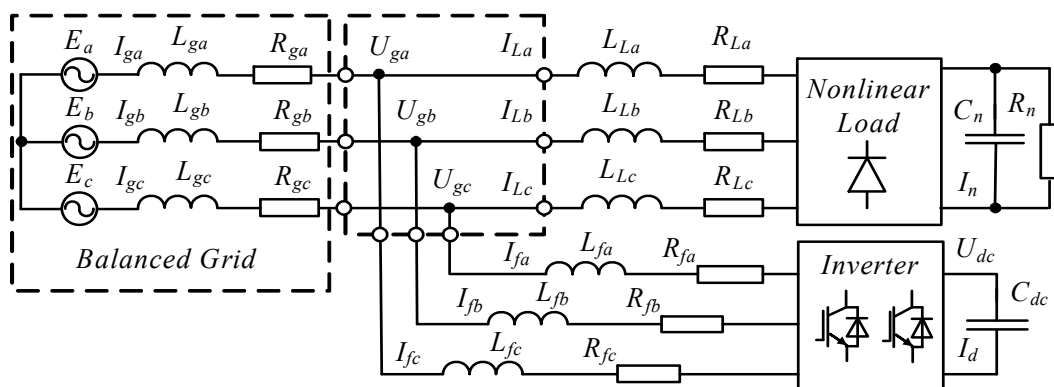 E_a I_ga L_ga R_ga U_ga I_La L_La R_La
E_b I_gb L_gb R_gb U_gb I_Lb L_Lb R_Lb
E_c I_gc L_gc R_gc U_gc I_Lc L_Lc R_Lc
Nonlinear
Load
C_n R_n
I_n
Balanced Grid
I_fa L_fa R_fa
I_fb L_fb R_fb
I_fc L_fc R_fc
Inverter
U_dc
C_dc
I_d